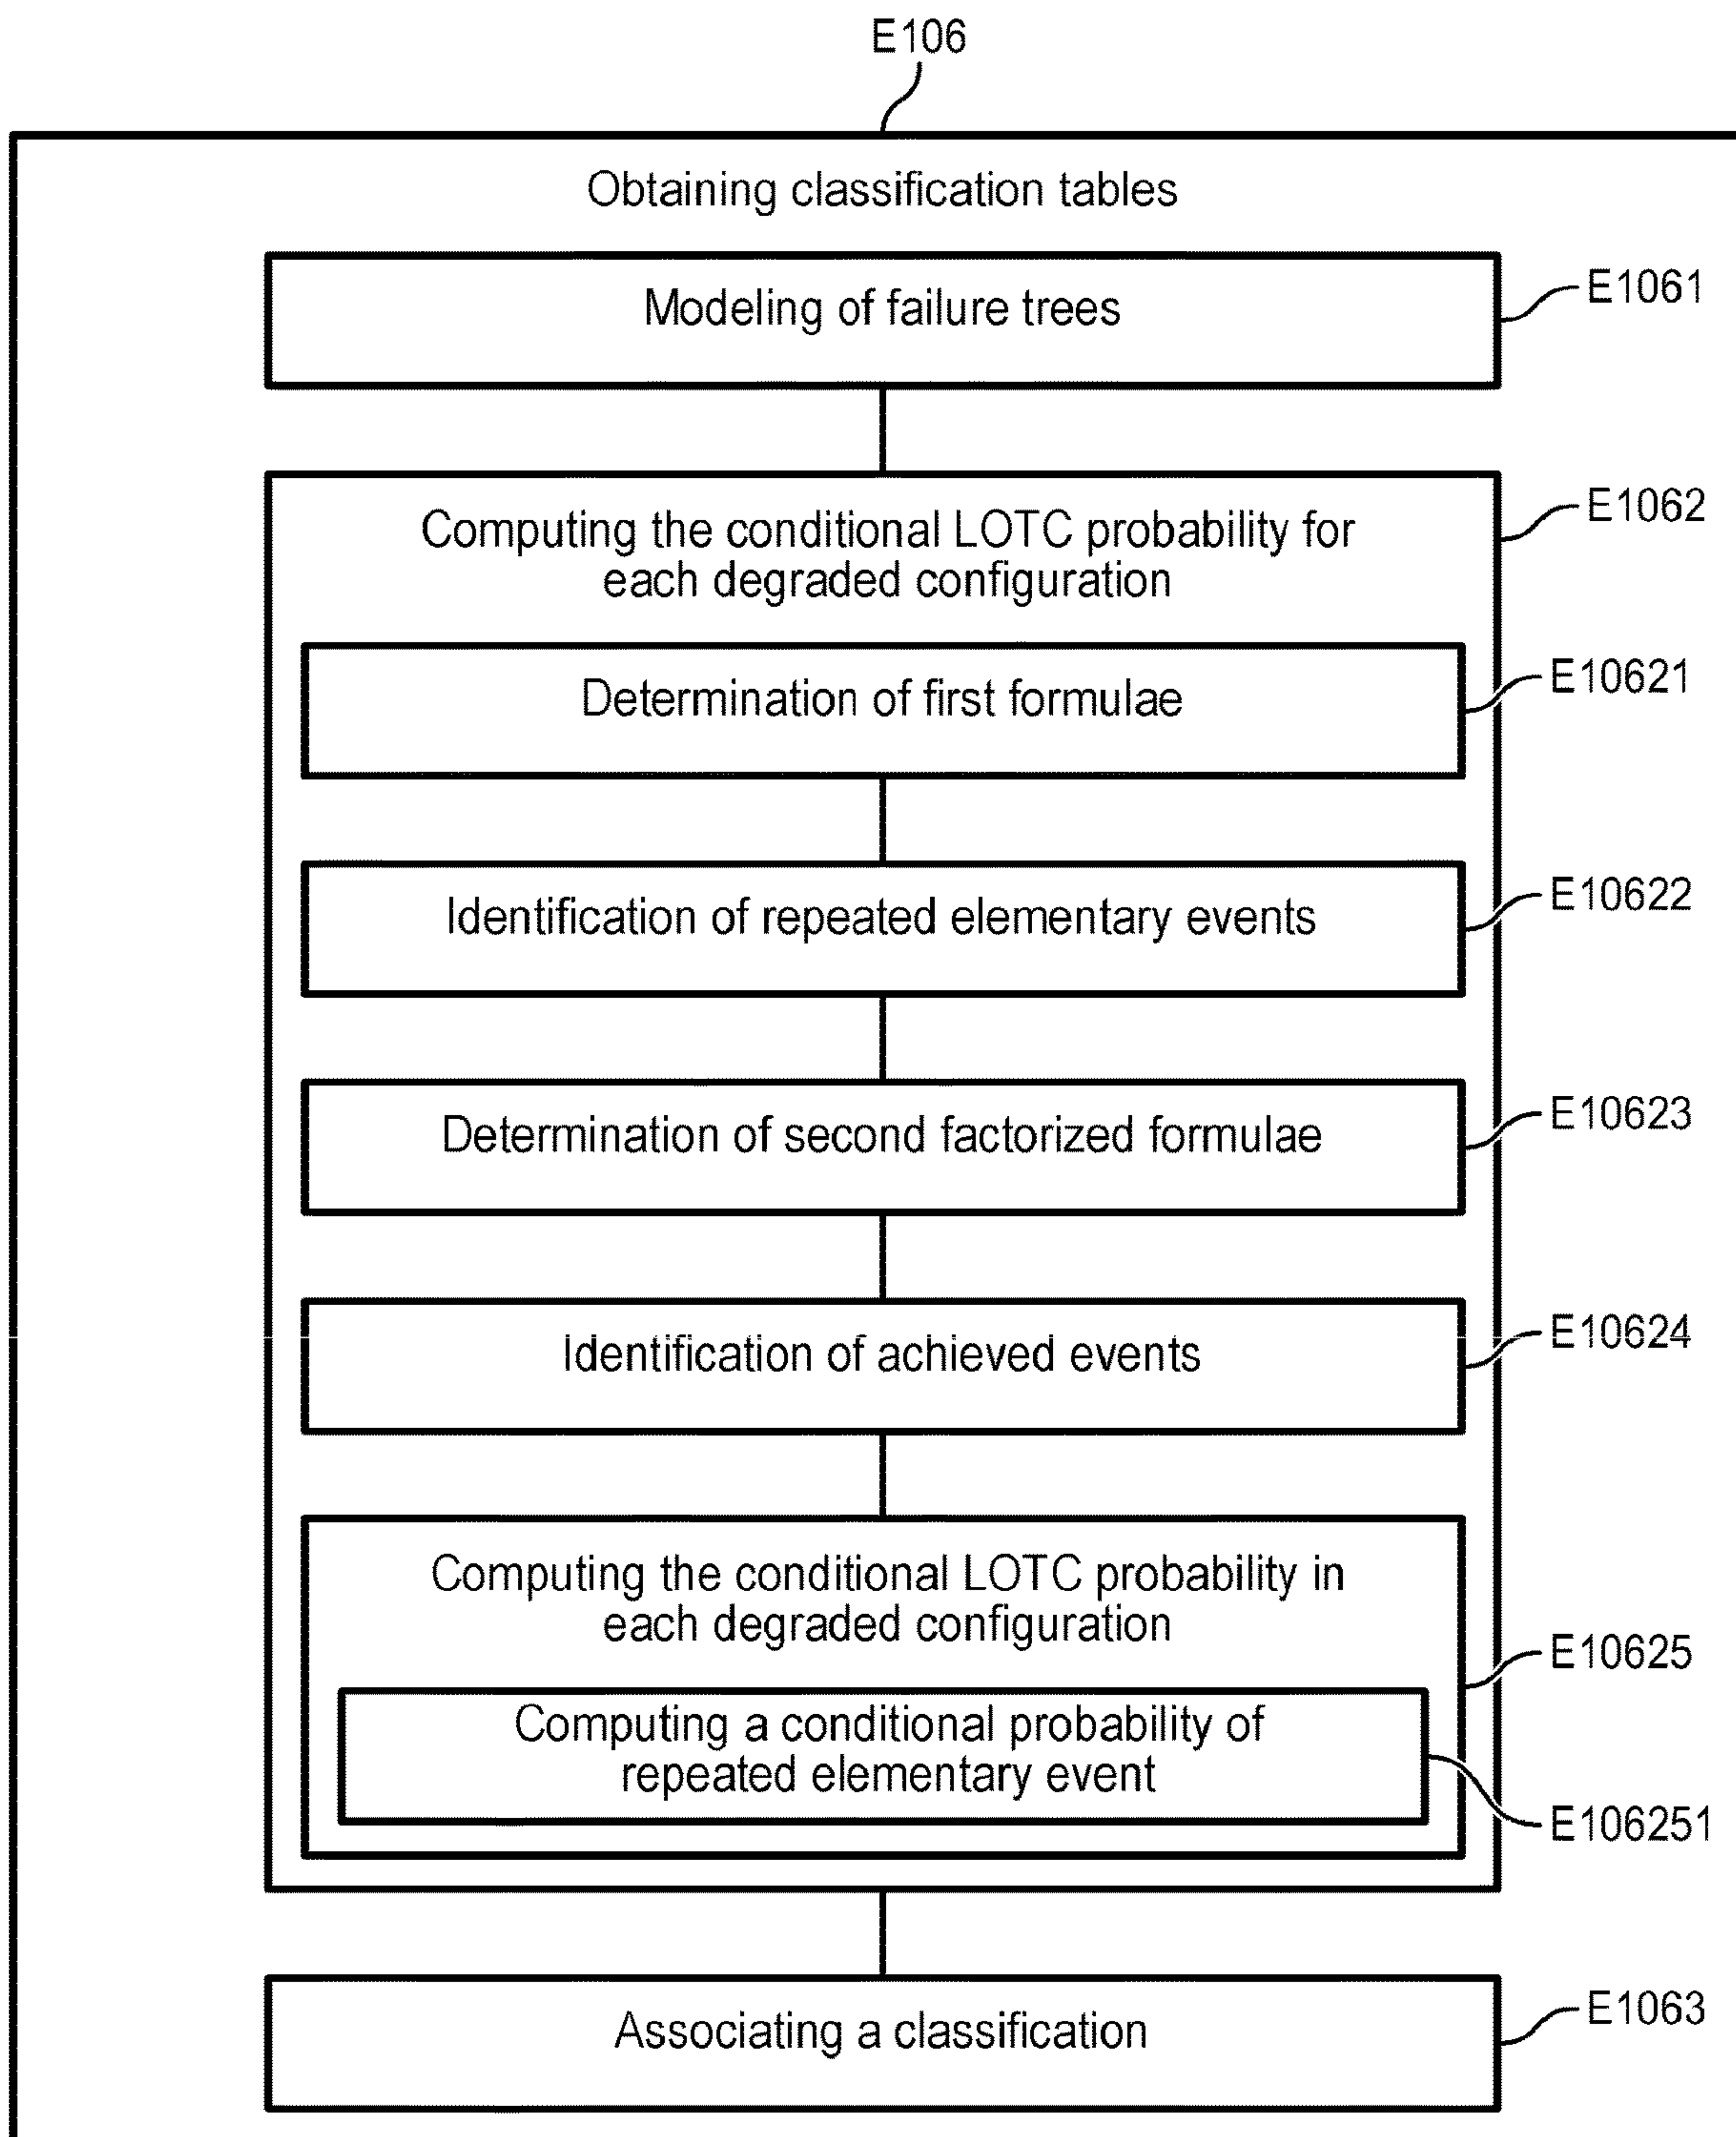 E106
Obtaining classification tables
Modeling of failure trees
E1061
Computing the conditional LOTC probability for
each degraded configuration
E1062
Determination of first formulae
E10621
Identification of repeated elementary events
E10622
Determination of second factorized formulae
E10623
Identification of achieved events
E10624
Computing the conditional LOTC probability in
each degraded configuration
E10625
Computing a conditional probability of
repeated elementary event
E106251
Associating a classification
E1063